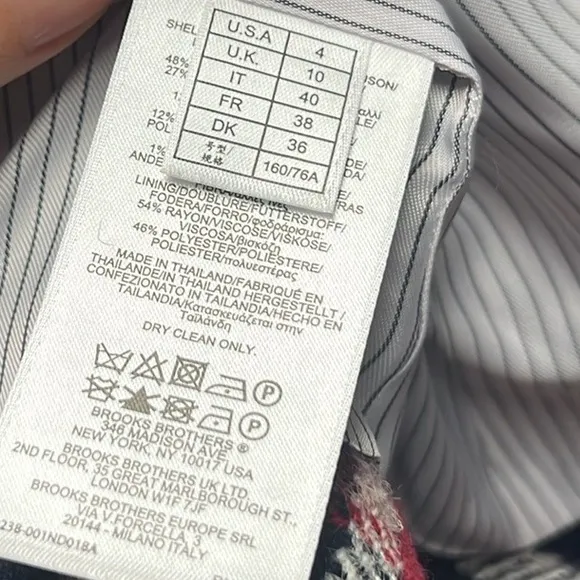 U.S.A 4
U.K. 10
IT 40
FR 38
DK 36
号型/规格 160/76A
SHEL
48%
27%
12%
POL
1%
ANDE
LINING/DOUBLURE/FUTTERSTOFF/
FODERA/FORRO/φοδράρισμα:
54% RAYON/VISCOSE/VISKOSE/
VISCOSA/βισκόζη
46% POLYESTER/POLYESTERE/
POLIESTER/πολυεστέρας
MADE IN THAILAND/FABRIQUÉ EN
THAÏLANDE/IN THAILAND HERGESTELLT/
CONFEZIONATO IN TAILANDIA/HECHO EN
TAILANDIA/Κατασκευάζεται στην
Ταϊλάνδη
DRY CLEAN ONLY.
P
P
BROOKS BROTHERS ®
346 MADISON AVE
NEW YORK, NY 10017 USA
BROOKS BROTHERS UK LTD.
2ND FLOOR, 35 GREAT MARLBOROUGH ST.
LONDON W1F 7JF
BROOKS BROTHERS EUROPE SRL
VIA V.FORCELLA, 3
20144 - MILANO ITALY
238-001ND018A